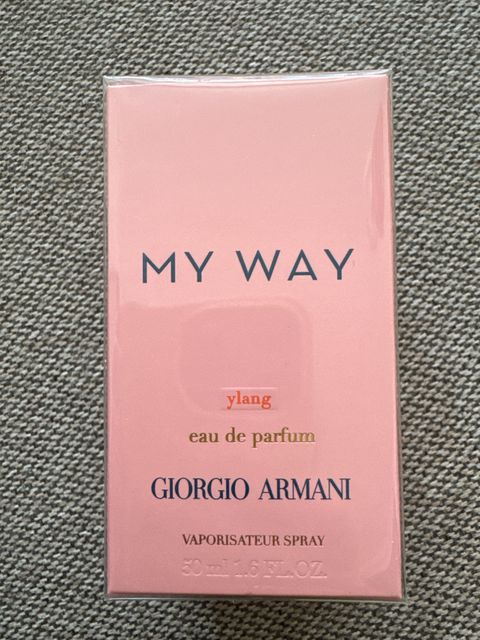 MY WAY
ylang
eau de parfum
GIORGIO ARMANI
VAPORISATEUR SPRAY
50 ml 1.6 FL.OZ.